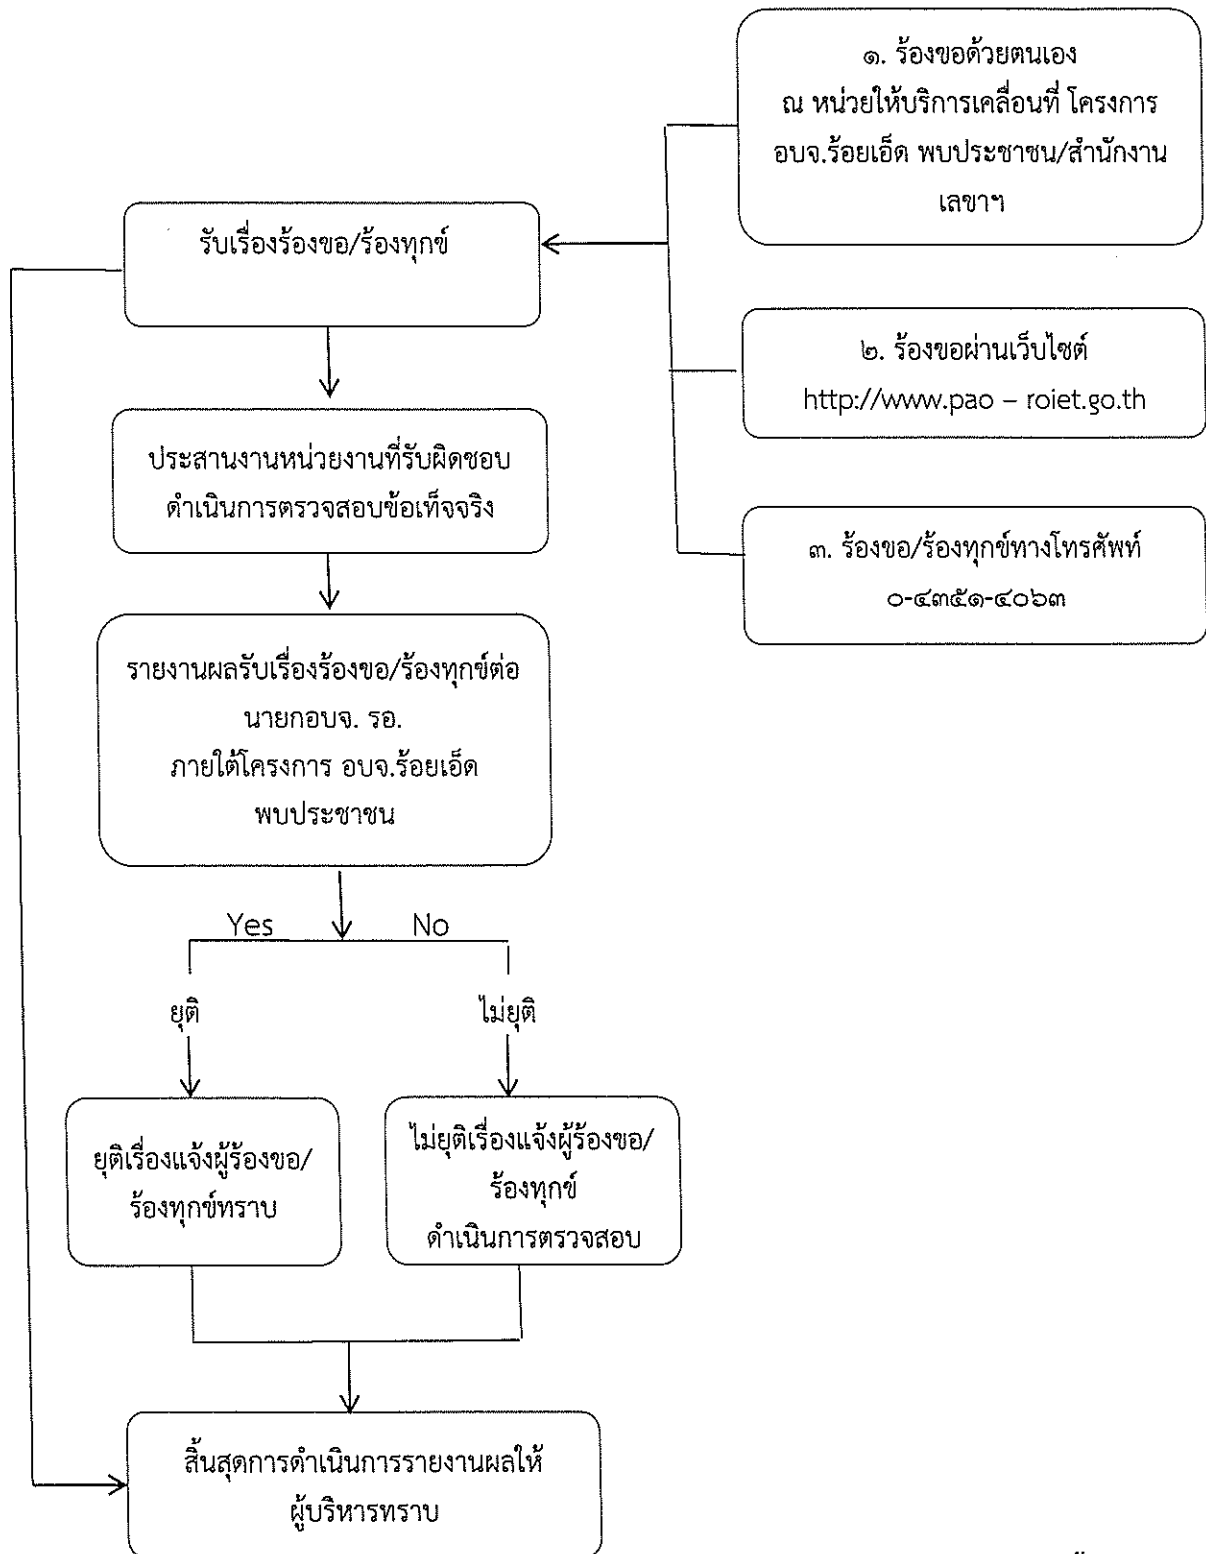 ๑. ร้องขอด้วยตนเอง
ณ หน่วยให้บริการเคลื่อนที่ โครงการ
อบจ.ร้อยเอ็ด พบประชาชน/สำนักงาน
เลขาฯ
รับเรื่องร้องขอ/ร้องทุกข์
๒. ร้องขอผ่านเว็บไซต์
http://www.pao – roiet.go.th
ประสานงานหน่วยงานที่รับผิดชอบ
ดำเนินการตรวจสอบข้อเท็จจริง
๓. ร้องขอ/ร้องทุกข์ทางโทรศัพท์
๐-๔๓๕๑-๔๐๖๓
รายงานผลรับเรื่องร้องขอ/ร้องทุกข์ต่อ
นายกอบจ. รอ.
ภายใต้โครงการ อบจ.ร้อยเอ็ด
พบประชาชน
Yes No
ยุติ ไม่ยุติ
ยุติเรื่องแจ้งผู้ร้องขอ/
ร้องทุกข์ทราบ
ไม่ยุติเรื่องแจ้งผู้ร้องขอ/
ร้องทุกข์
ดำเนินการตรวจสอบ
สิ้นสุดการดำเนินการรายงานผลให้
ผู้บริหารทราบ